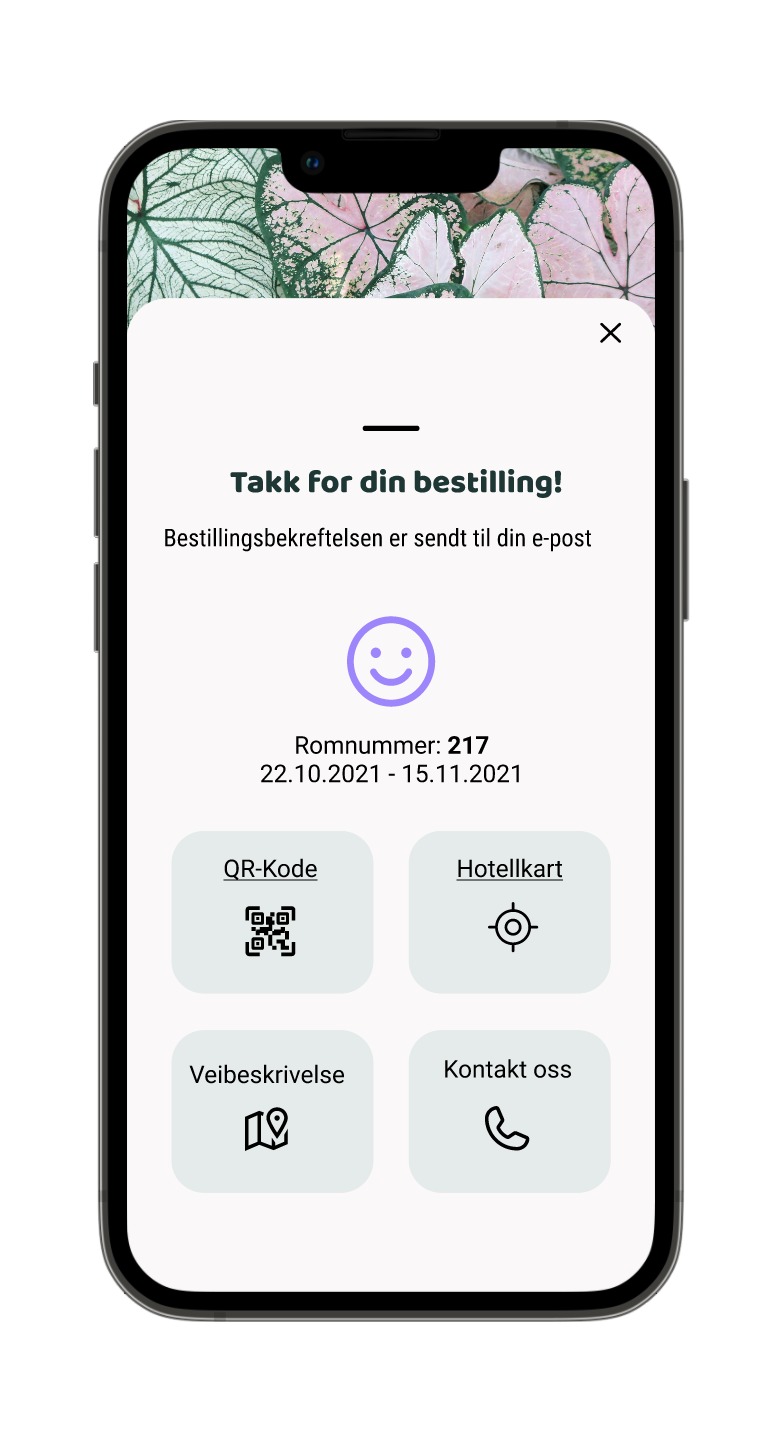 Takk for din bestilling!
Bestillingsbekreftelsen er sendt til din e-post
Romnummer: 217
22.10.2021 - 15.11.2021
QR-Kode
Hotellkart
Veibeskrivelse
Kontakt oss